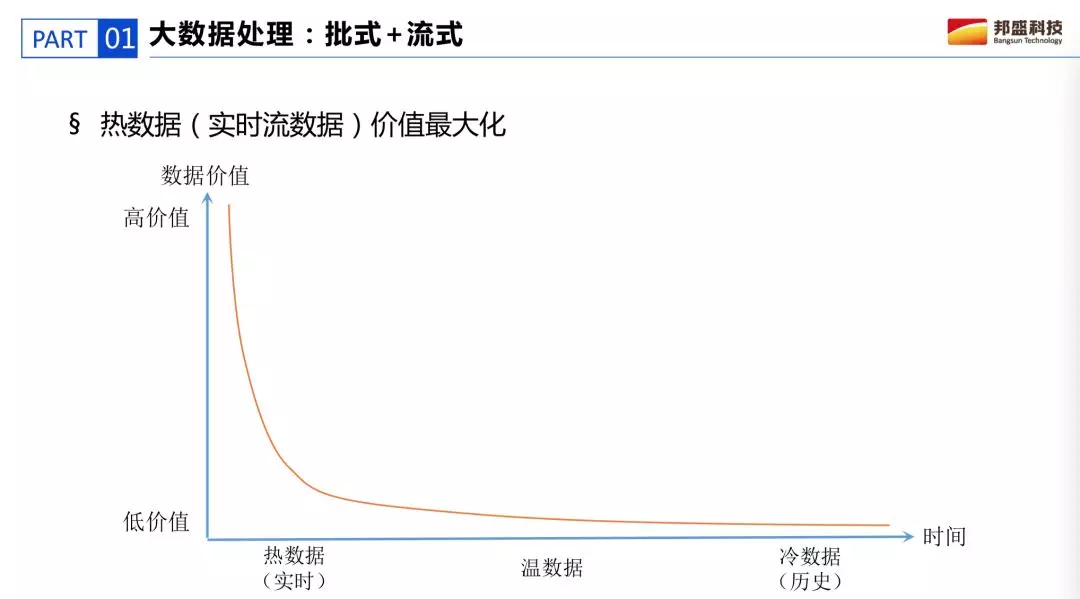 PART 01 大数据处理：批式+流式
邦盛科技
Bangsun Technology
§ 热数据（实时流数据）价值最大化
数据价值
高价值
低价值
时间
热数据
（实时）
温数据
冷数据
（历史）